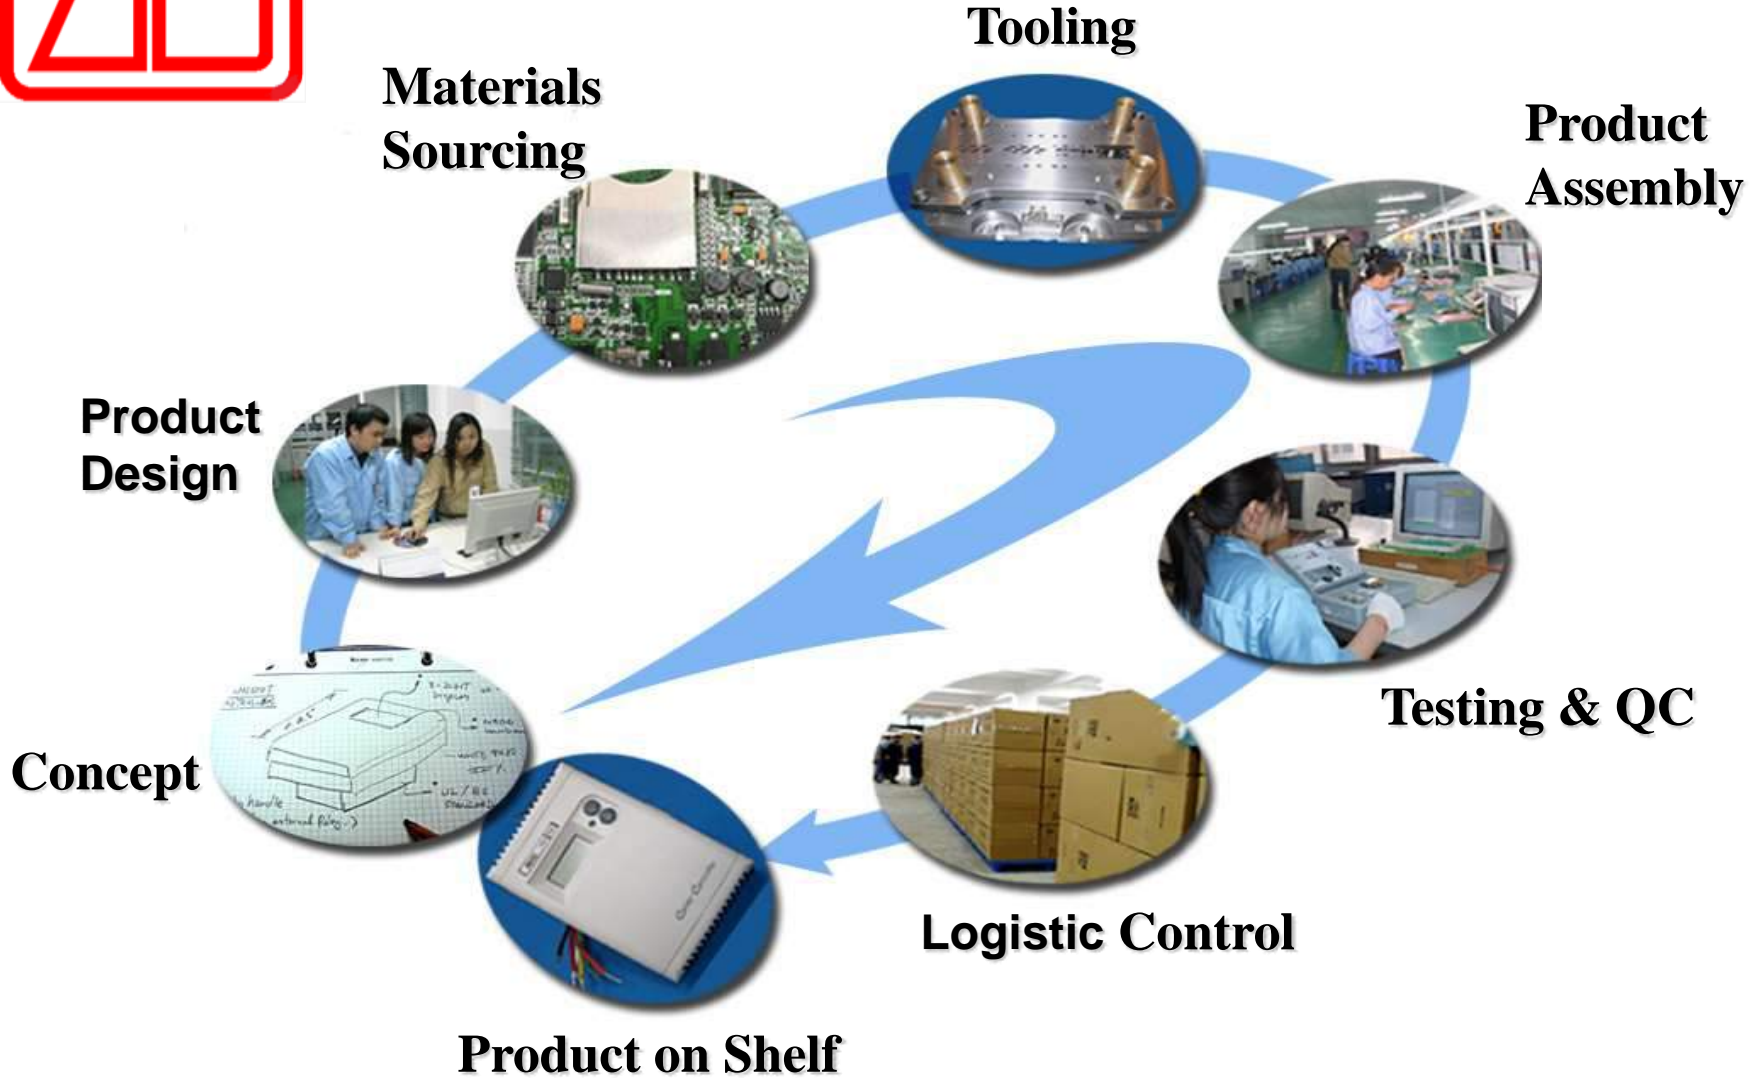 Tooling
Materials
Sourcing
Product
Assembly
Product
Design
Testing & QC
Concept
Logistic Control
Product on Shelf